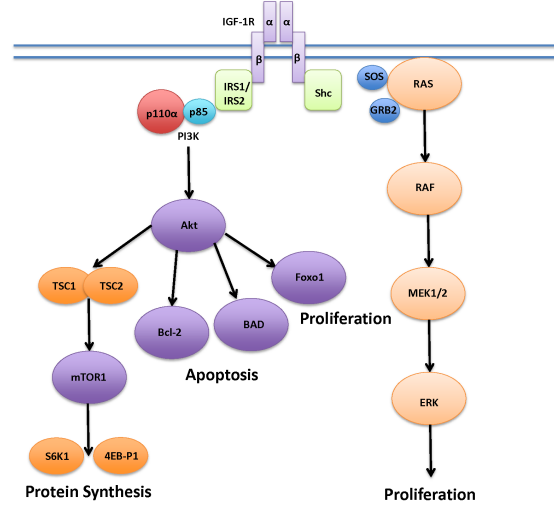 IGF-1R
α
α
β
β
IRS1/
IRS2
Shc
SOS
GRB2
RAS
p110α
p85
PI3K
RAF
Akt
TSC1
TSC2
Foxo1
MEK1/2
Bcl-2
BAD
Proliferation
Apoptosis
mTOR1
ERK
S6K1
4EB-P1
Protein Synthesis
Proliferation